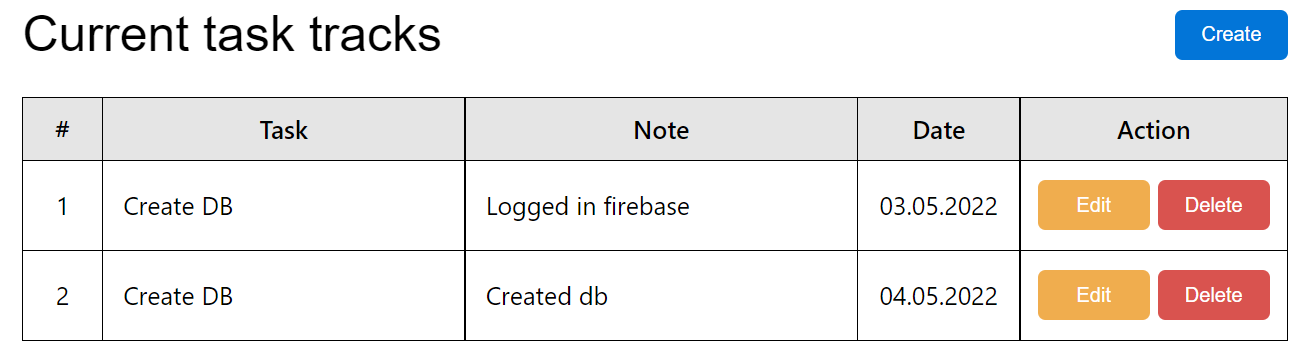 Current task tracks Create
# Task Note Date Action
1 Create DB Logged in firebase 03.05.2022 Edit Delete
2 Create DB Created db 04.05.2022 Edit Delete